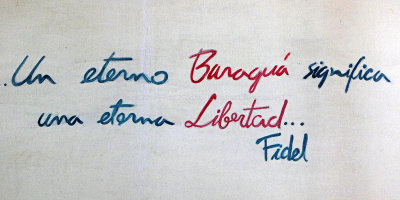 .Un eterno Baraguá significa
una eterna Libertad...
Fidel